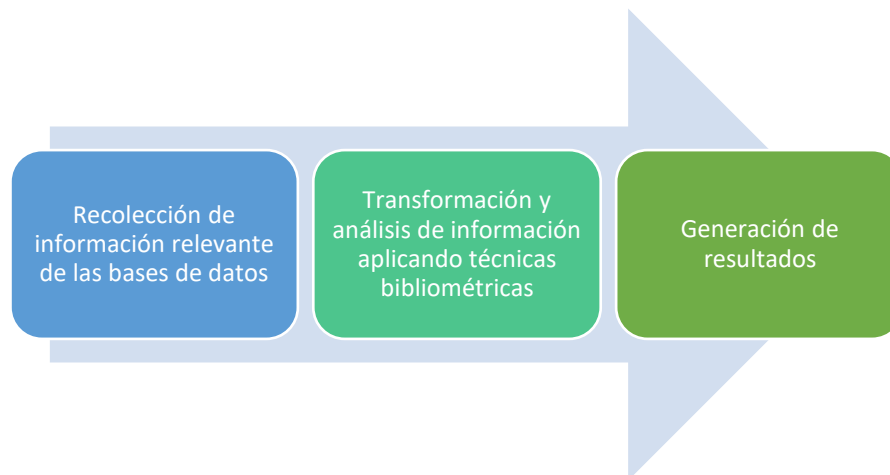 Recolección de
información relevante
de las bases de datos
Transformación y
análisis de información
aplicando técnicas
bibliométricas
Generación de
resultados